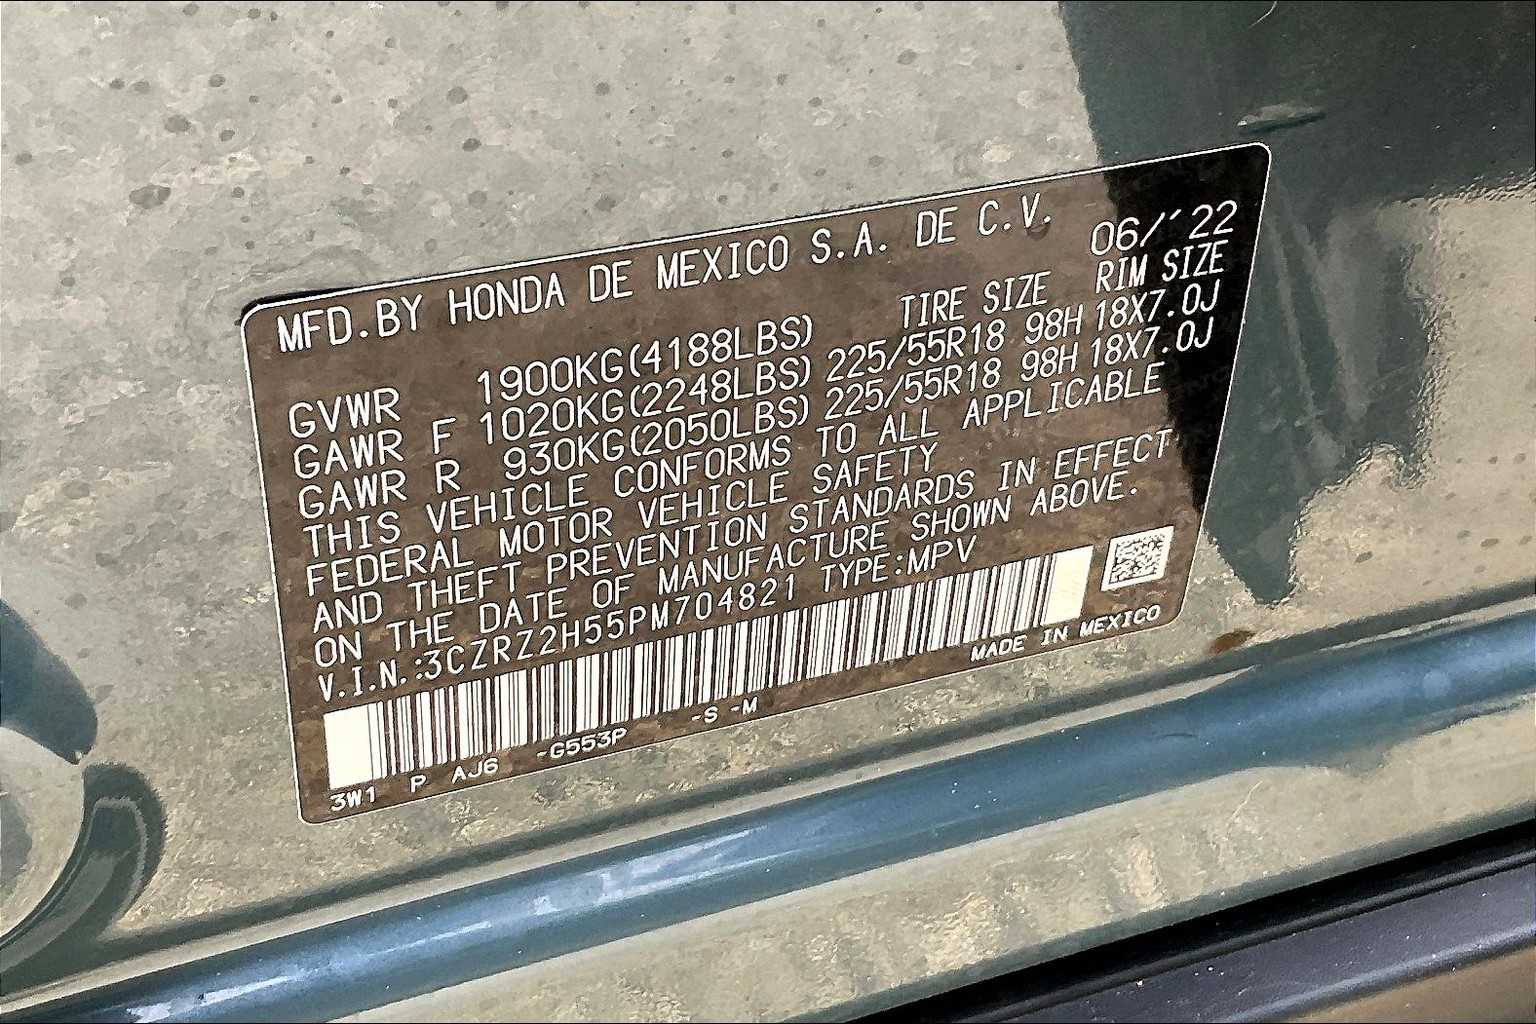 MFD.BY HONDA DE MEXICO S.A. DE C.V.
06/'22
TIRE SIZE RIM SIZE
GVWR 1900KG(4188LBS)
GAWR F 1020KG(2248LBS) 225/55R18 98H 18X7.0J
GAWR R 930KG(2050LBS) 225/55R18 98H 18X7.0J
THIS VEHICLE CONFORMS TO ALL APPLICABLE
FEDERAL MOTOR VEHICLE SAFETY
AND THEFT PREVENTION STANDARDS IN EFFECT
ON THE DATE OF MANUFACTURE SHOWN ABOVE.
V.I.N.:3CZRZ2H55PM704821 TYPE:MPV
MADE IN MEXICO
3W1 P AJ6 -G553P -S -M